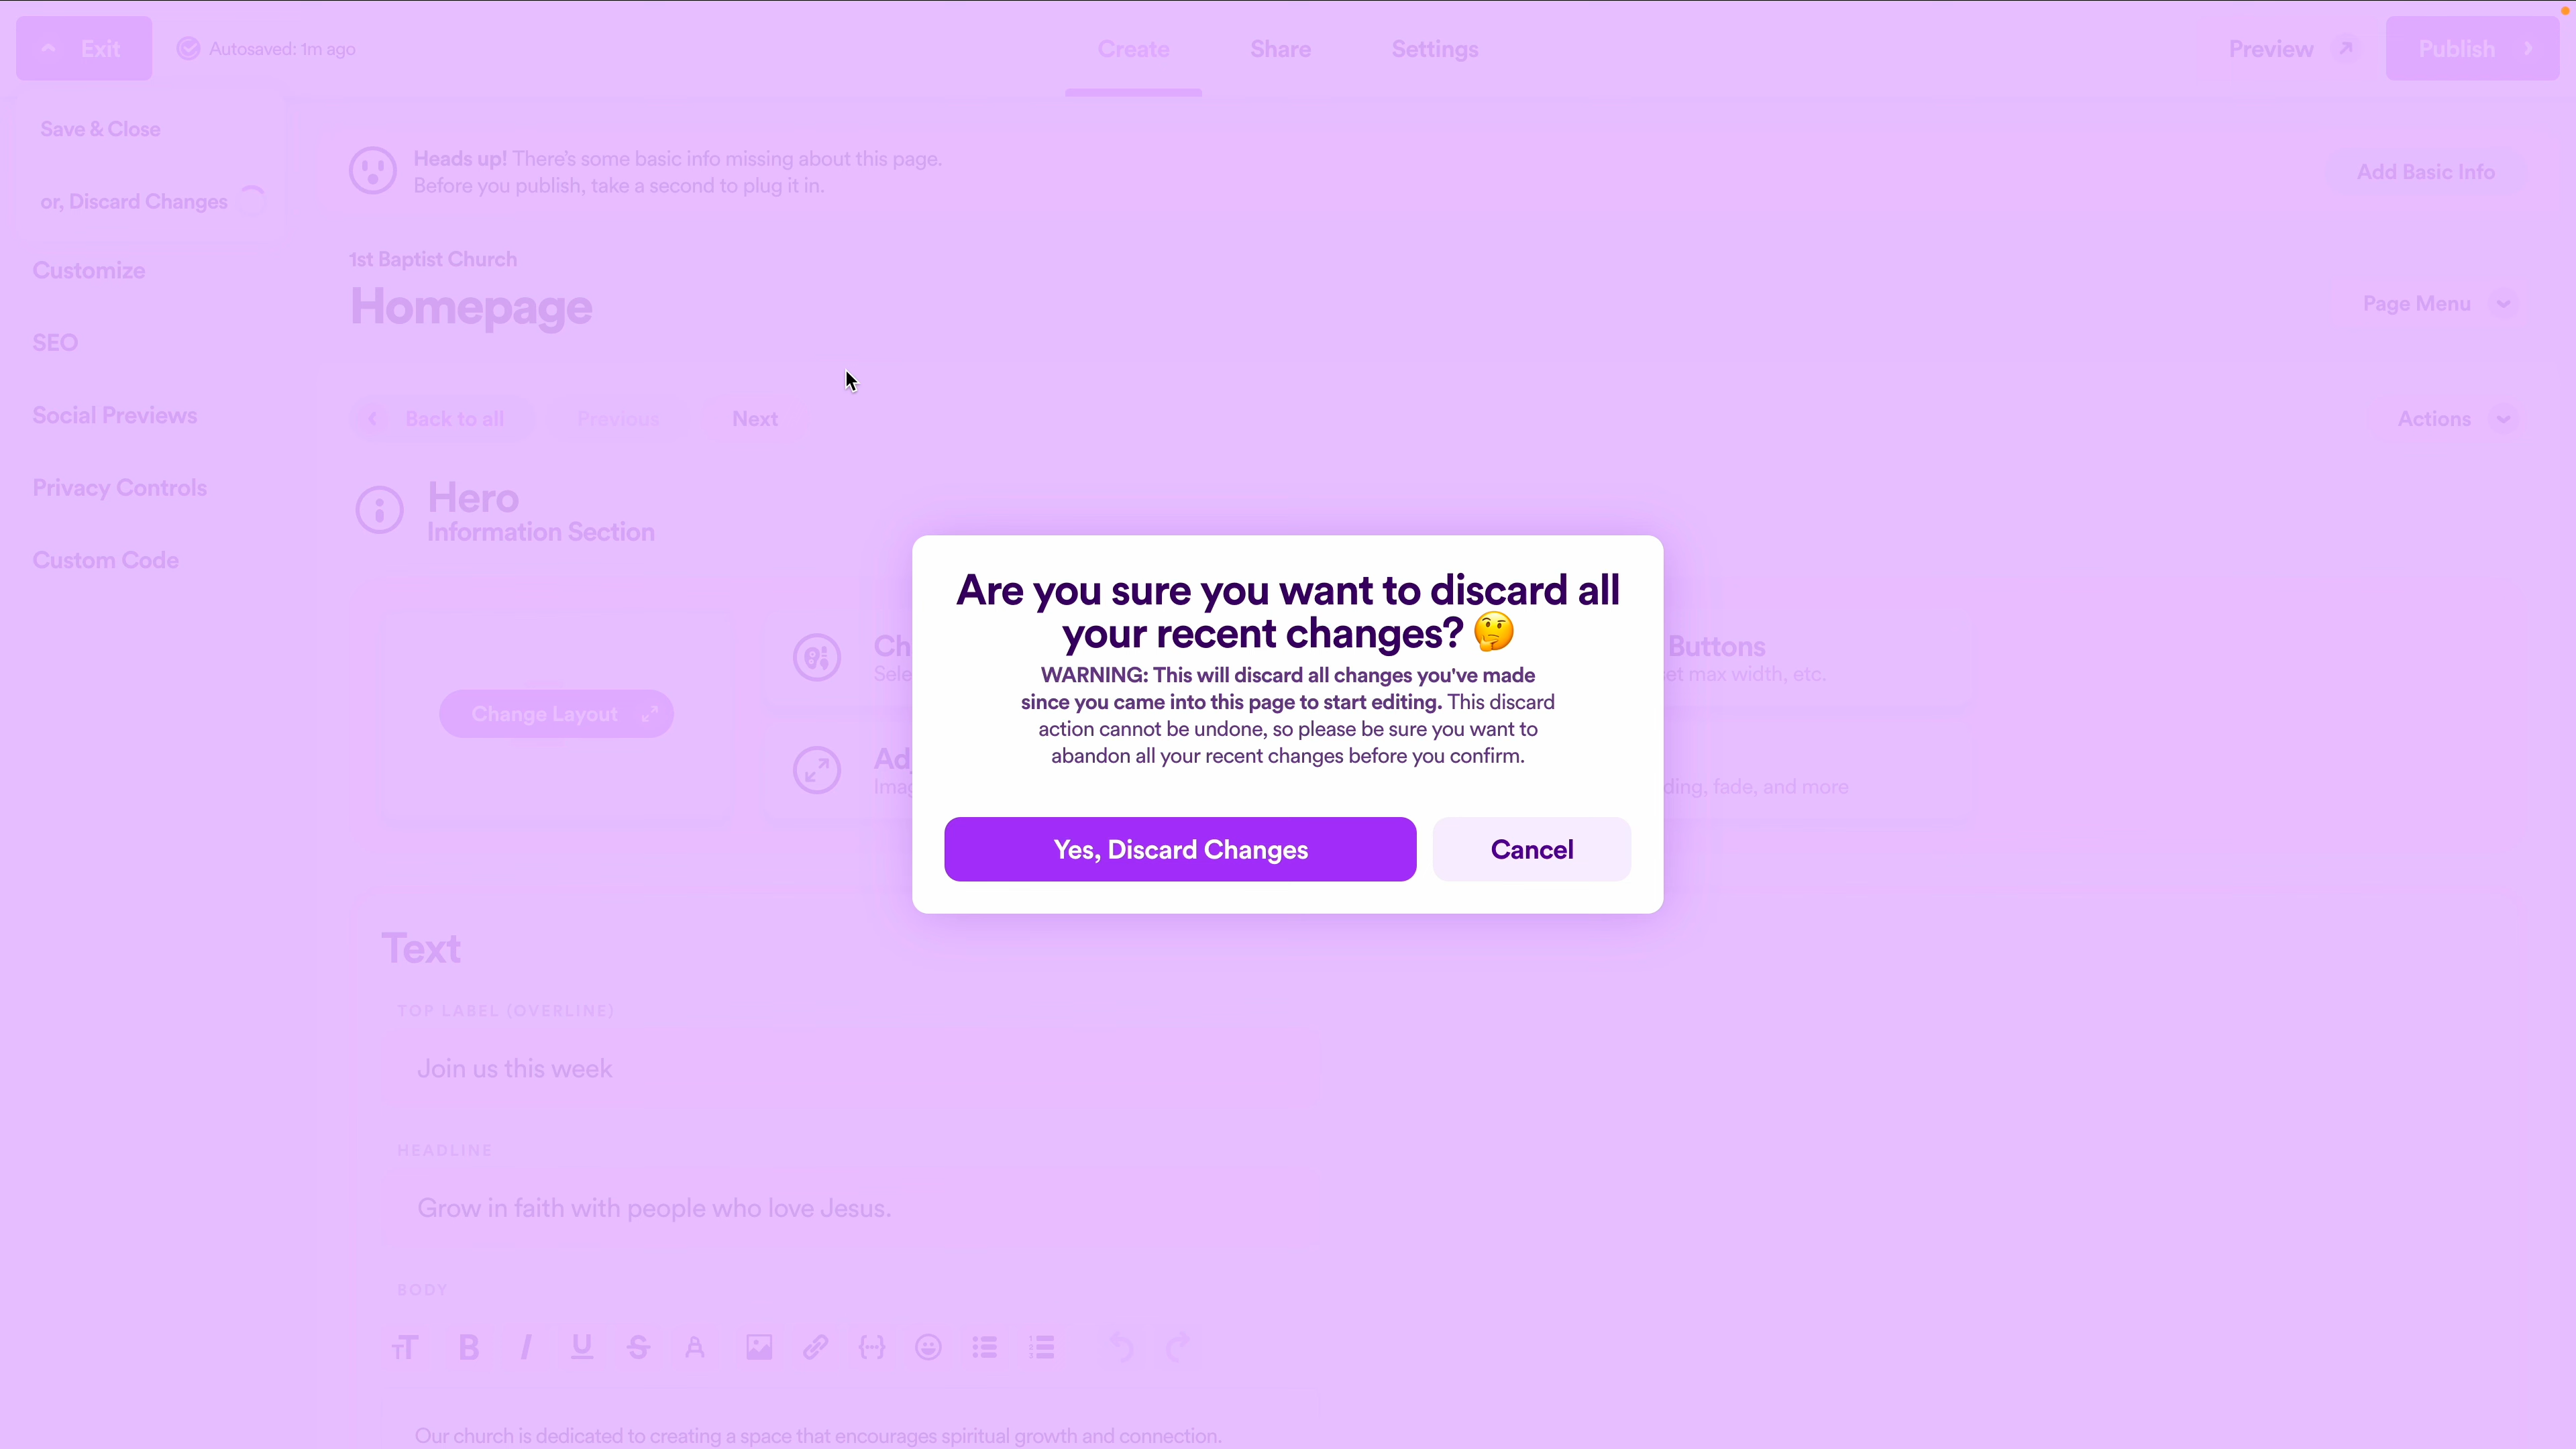 Exit
Autosaved: 1m ago
Create
Share
Settings
Preview
Publish
Save & Close
or, Discard Changes
Heads up! There's some basic info missing about this page.
Before you publish, take a second to plug it in.
Add Basic Info
1st Baptist Church
Homepage
Page Menu
Customize
SEO
Social Previews
Privacy Controls
Custom Code
Back to all
Previous
Next
Actions
Hero
Information Section
Change Layout
Buttons
max width, etc.
fade, and more
Are you sure you want to discard all
your recent changes? 🤔
WARNING: This will discard all changes you've made
since you came into this page to start editing. This discard
action cannot be undone, so please be sure you want to
abandon all your recent changes before you confirm.
Yes, Discard Changes
Cancel
Text
TOP LABEL (OVERLINE)
Join us this week
HEADLINE
Grow in faith with people who love Jesus.
BODY
Our church is dedicated to creating a space that encourages spiritual growth and connection.